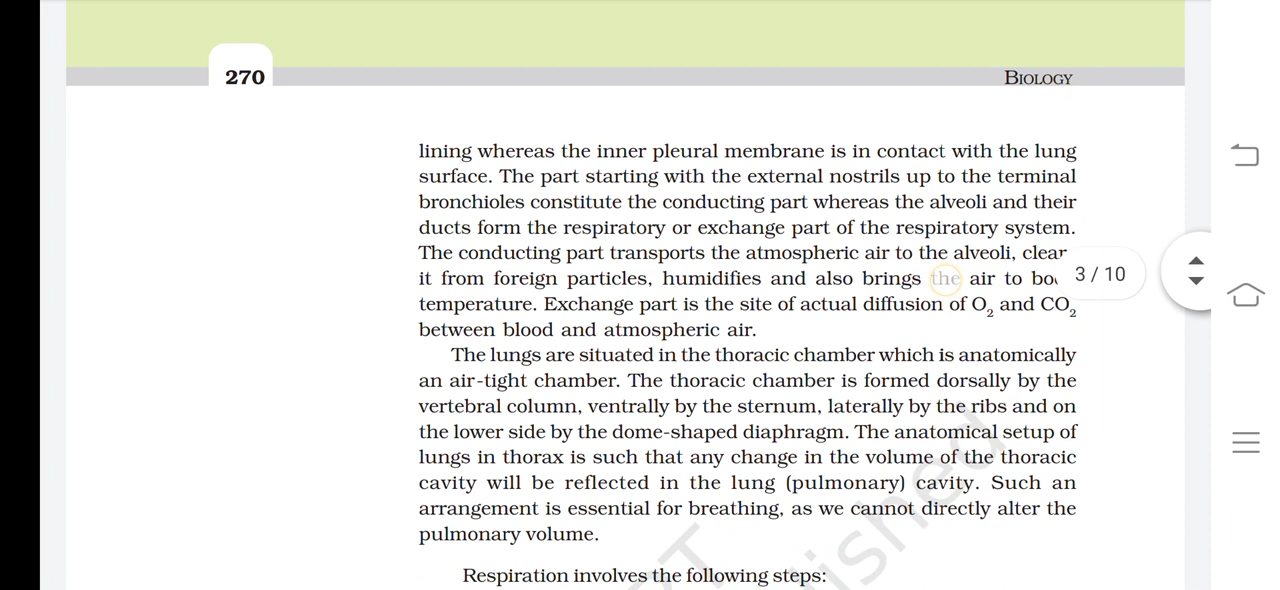 270
BIOLOGY
lining whereas the inner pleural membrane is in contact with the lung
surface. The part starting with the external nostrils up to the terminal
bronchioles constitute the conducting part whereas the alveoli and their
ducts form the respiratory or exchange part of the respiratory system.
The conducting part transports the atmospheric air to the alveoli, clear
it from foreign particles, humidifies and also brings the air to bo
3 / 10
temperature. Exchange part is the site of actual diffusion of O₂ and CO₂
between blood and atmospheric air.
The lungs are situated in the thoracic chamber which is anatomically
an air-tight chamber. The thoracic chamber is formed dorsally by the
vertebral column, ventrally by the sternum, laterally by the ribs and on
the lower side by the dome-shaped diaphragm. The anatomical setup of
lungs in thorax is such that any change in the volume of the thoracic
cavity will be reflected in the lung (pulmonary) cavity. Such an
arrangement is essential for breathing, as we cannot directly alter the
pulmonary volume.
Respiration involves the following steps: